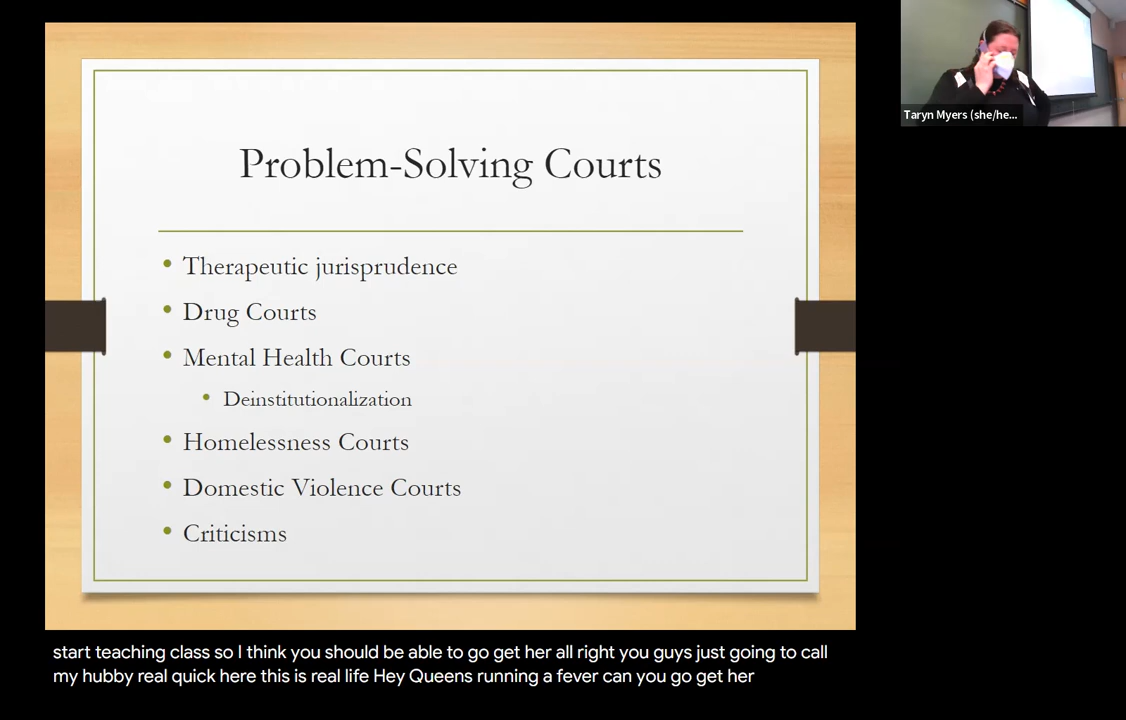 Problem-Solving Courts
Therapeutic jurisprudence
Drug Courts
Mental Health Courts
Deinstitutionalization
Homelessness Courts
Domestic Violence Courts
Criticisms
Taryn Myers (she/he...
start teaching class so I think you should be able to go get her all right you guys just going to call
my hubby real quick here this is real life Hey Queens running a fever can you go get her